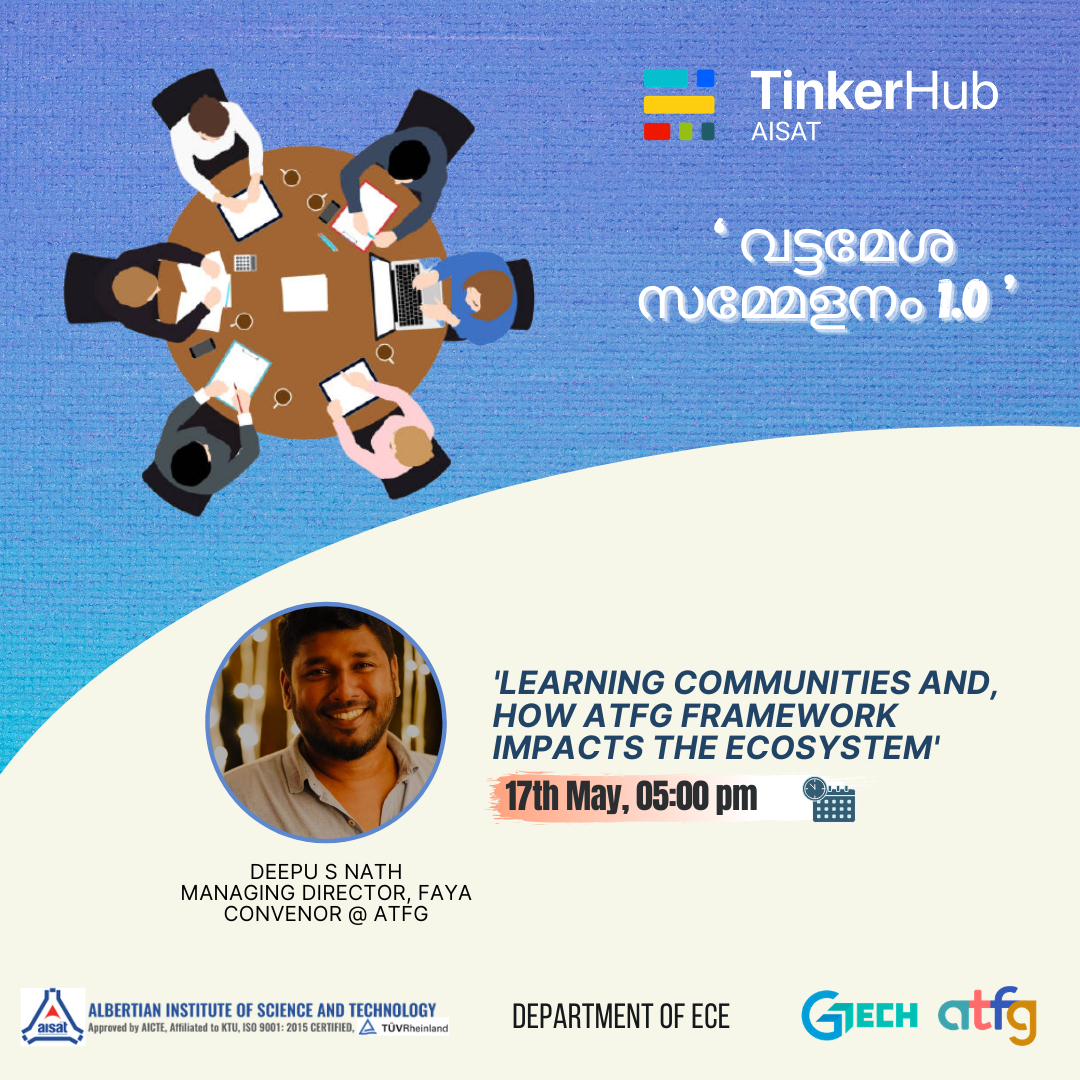 TinkerHub
AISAT
‘ വട്ടമേശ
സമ്മേളനം 1.0 ’
'LEARNING COMMUNITIES AND,
HOW ATFG FRAMEWORK
IMPACTS THE ECOSYSTEM'
17th May, 05:00 pm
DEEPU S NATH
MANAGING DIRECTOR, FAYA
CONVENOR @ ATFG
aisat
ALBERTIAN INSTITUTE OF SCIENCE AND TECHNOLOGY
Approved by AICTE, Affiliated to KTU, ISO 9001: 2015 CERTIFIED, TÜVRheinland
DEPARTMENT OF ECE
GTECH
atfg